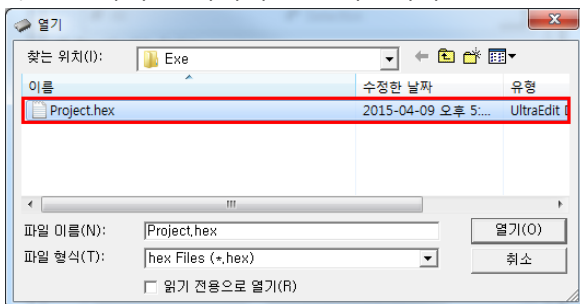 열기
찾는 위치(I): Exe
이름 수정한 날짜 유형
Project.hex 2015-04-09 오후 5:... UltraEdit
파일 이름(N): Project.hex 열기(O)
파일 형식(T): hex Files (*.hex) 취소
읽기 전용으로 열기(R)